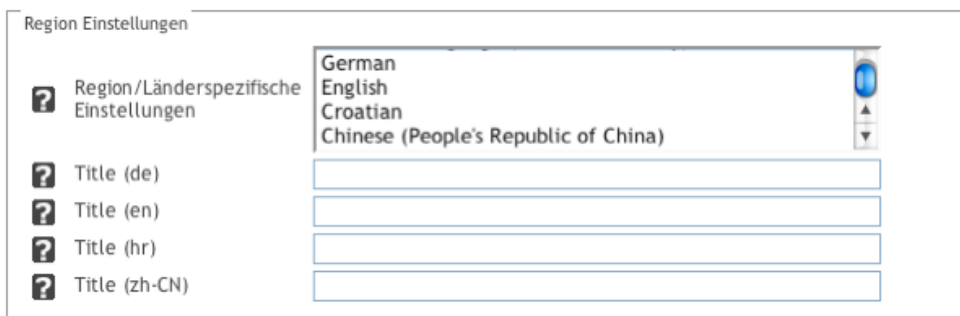 Region Einstellungen
Region/Länderspezifische
Einstellungen
German
English
Croatian
Chinese (People's Republic of China)
? Title (de)
? Title (en)
? Title (hr)
? Title (zh-CN)